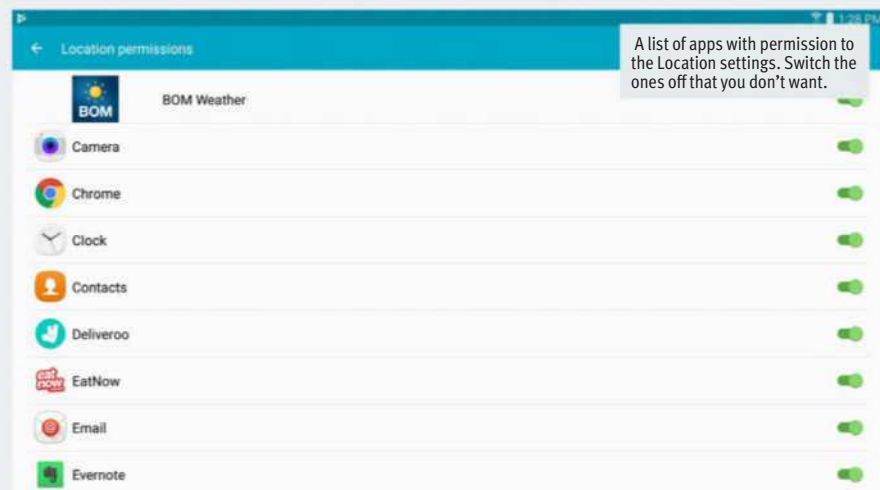 1:28 PM
Location permissions
A list of apps with permission to
the Location settings. Switch the
ones off that you don't want.
BOM
BOM Weather
Camera
Chrome
Clock
Contacts
Deliveroo
eat
now
EatNow
Email
Evernote